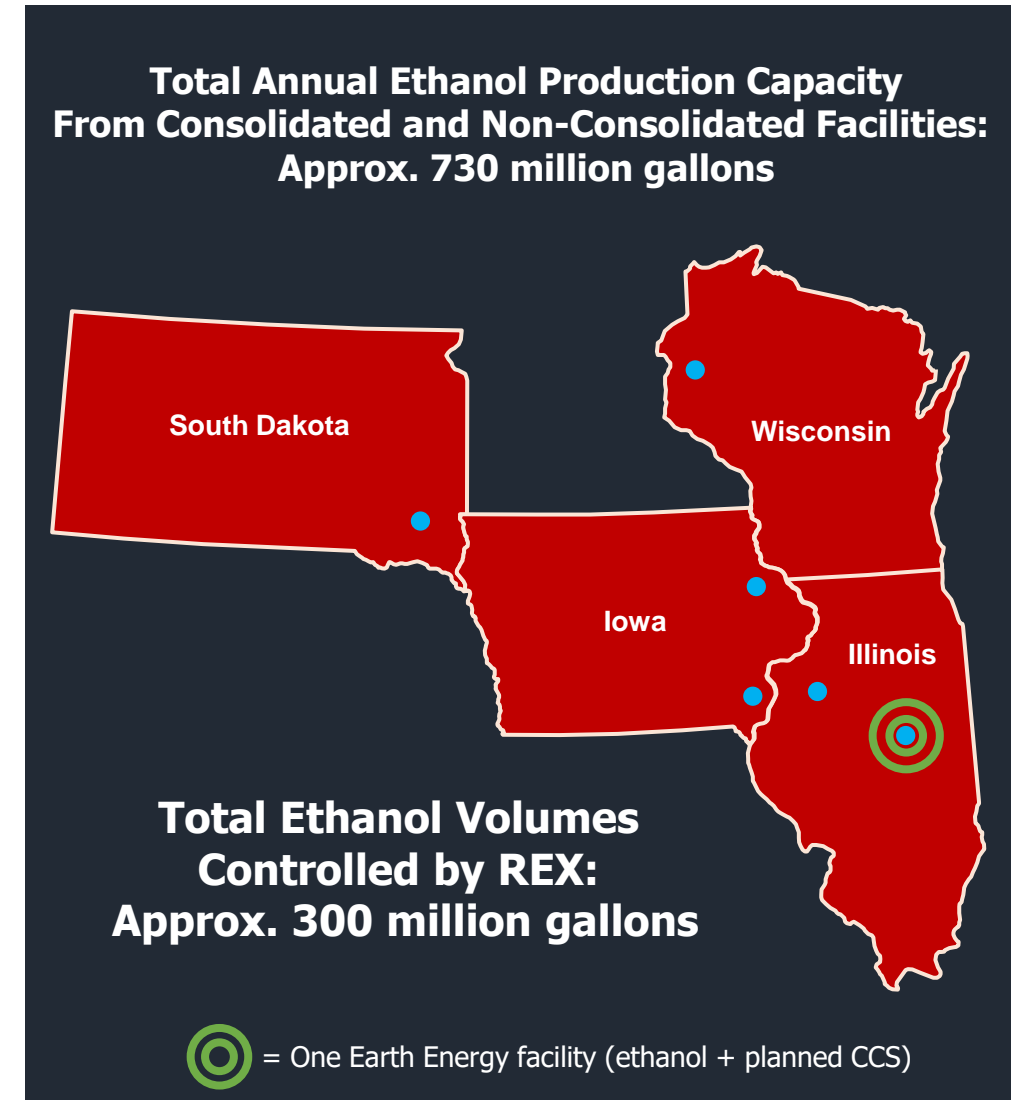 Total Annual Ethanol Production Capacity
From Consolidated and Non-Consolidated Facilities:
Approx. 730 million gallons
South Dakota
Wisconsin
Iowa
Illinois
Total Ethanol Volumes
Controlled by REX:
Approx. 300 million gallons
= One Earth Energy facility (ethanol + planned CCS)